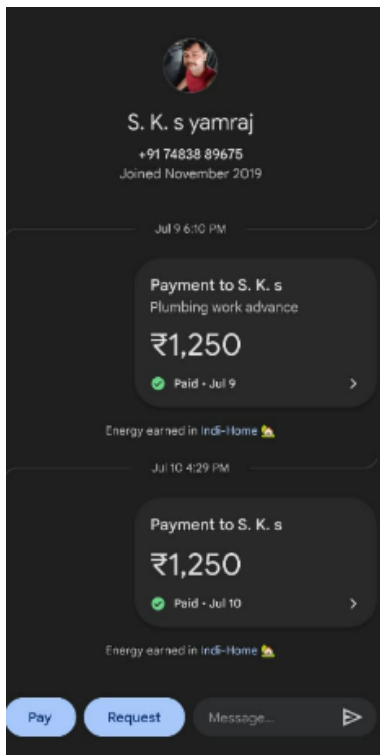 S. K. s yamraj
+91 74838 89675
Joined November 2019
Jul 9 6:10 PM
Payment to S. K. s
Plumbing work advance
₹1,250
Paid • Jul 9
Energy earned in Indi-Home 🏡
Jul 10 4:29 PM
Payment to S. K. s
₹1,250
Paid • Jul 10
Energy earned in Indi-Home 🏡
Pay Request Message...